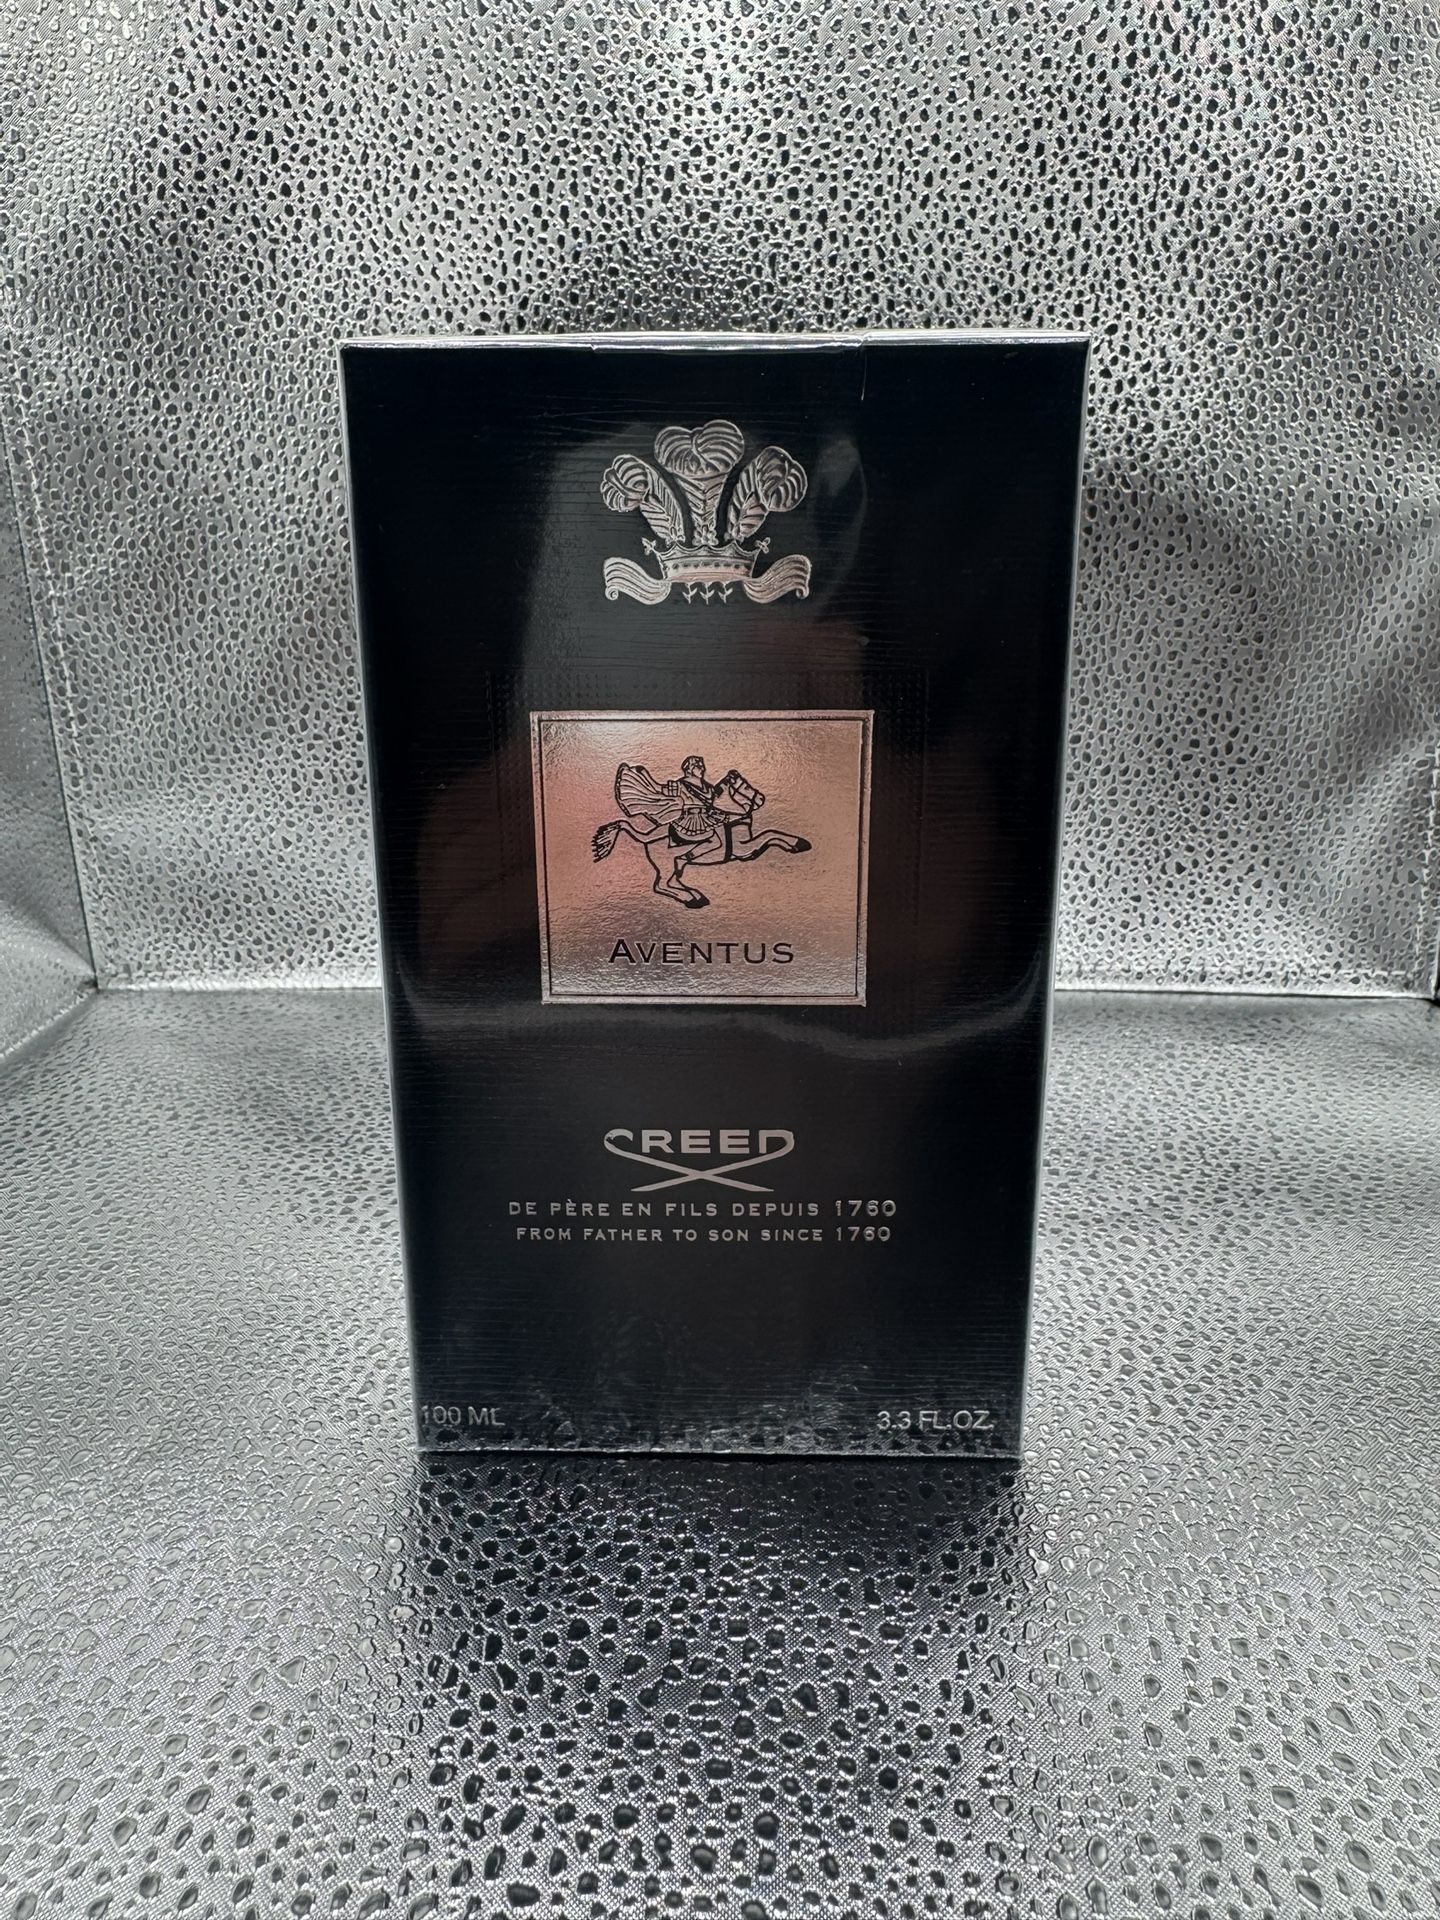 AVENTUS
CREED
DE PÈRE EN FILS DEPUIS 1760
FROM FATHER TO SON SINCE 1760
100 ML
3.3 FL.OZ.